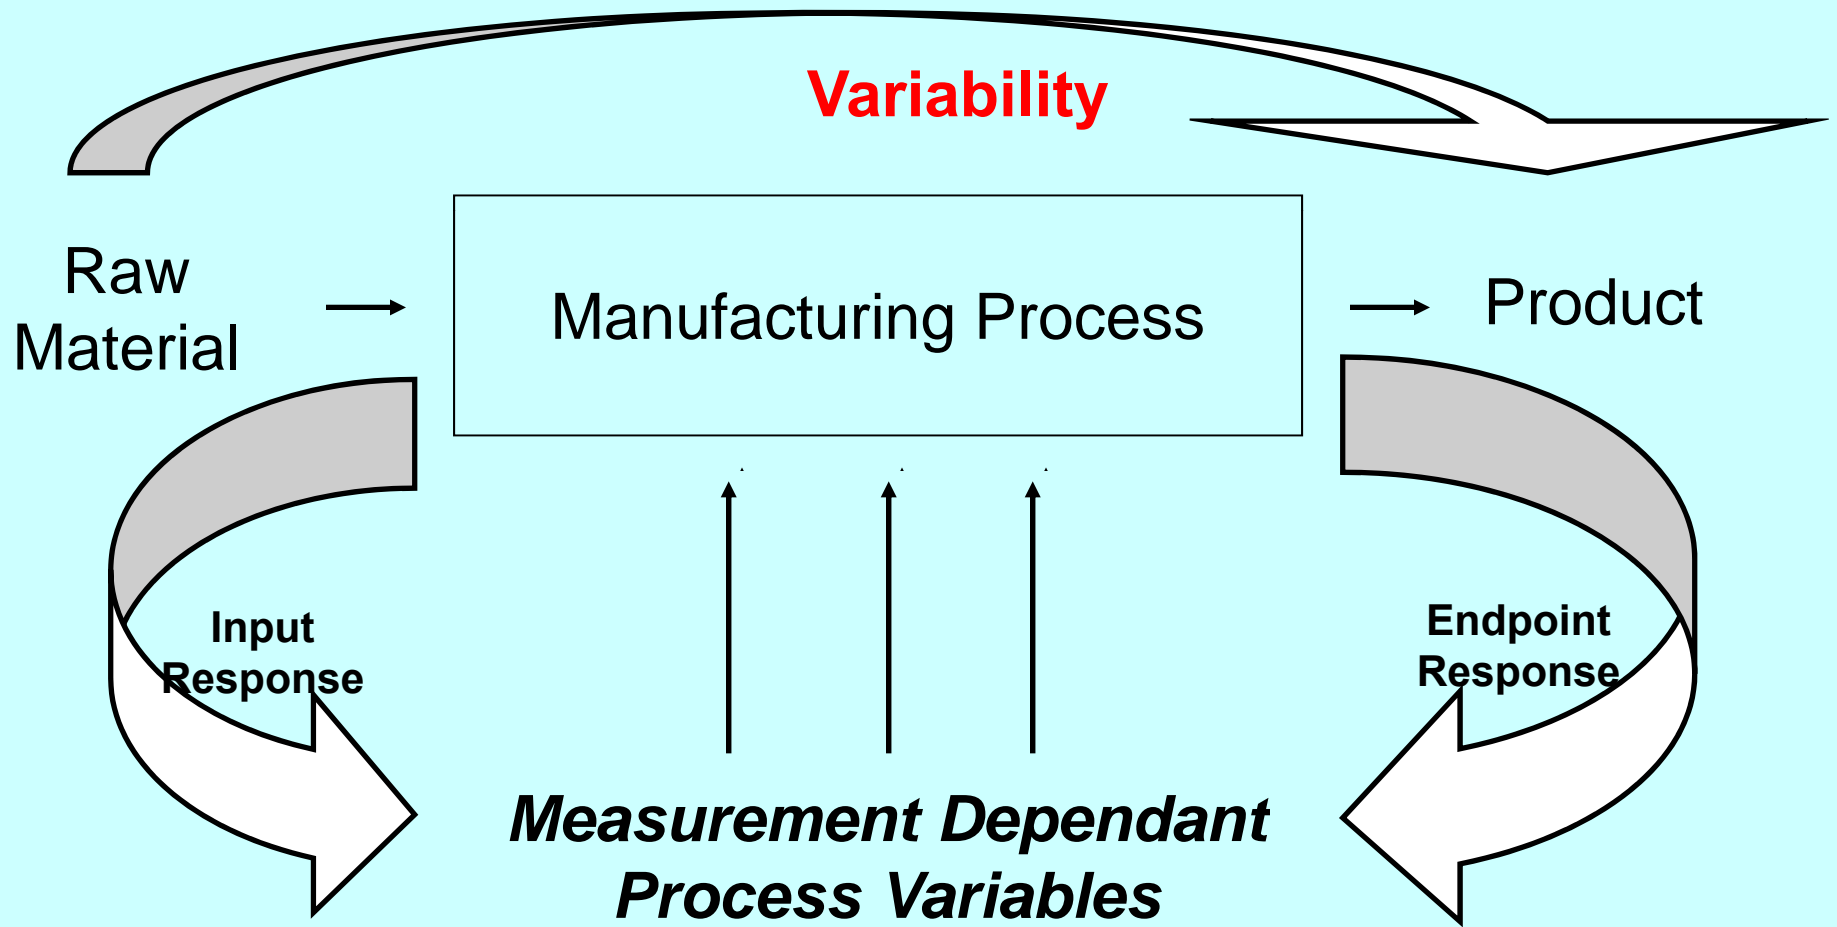 Variability
Raw
Material
Manufacturing Process
Product
Input
Response
Endpoint
Response
Measurement Dependant
Process Variables